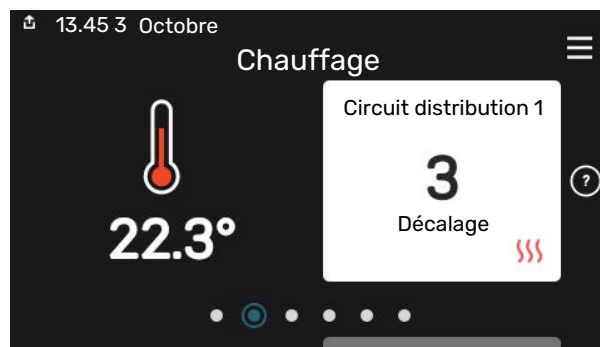 13.45 3 Octobre
Chauffage
Circuit distribution 1
3
Décalage
22.3°
?